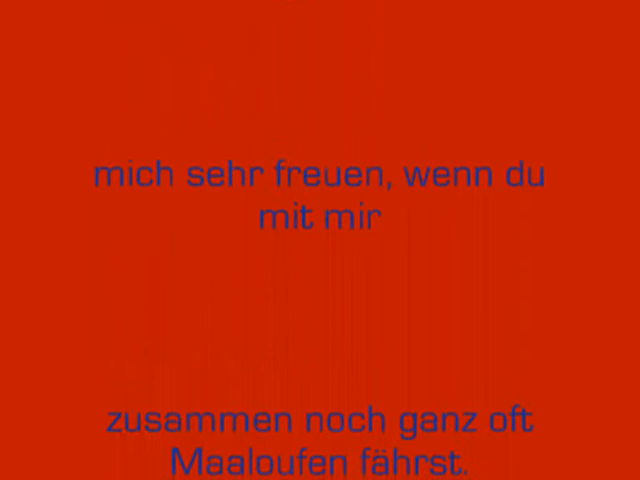 mich sehr freuen, wenn du
mit mir
zusammen noch ganz oft
Maaloufen fährst.